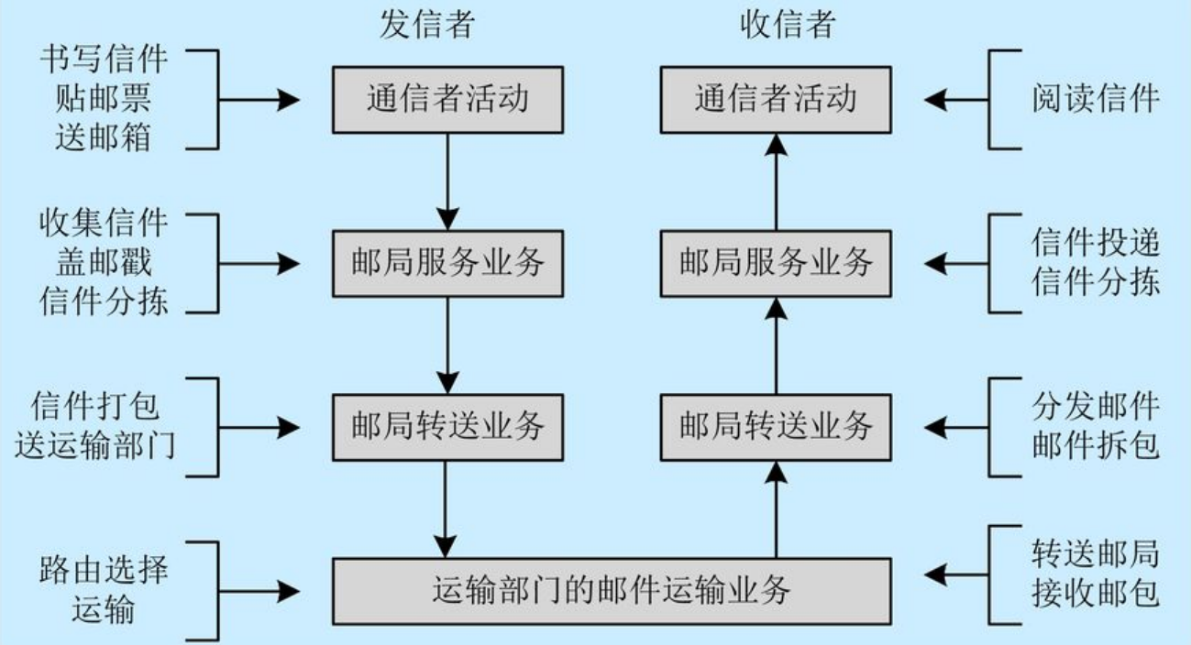 发信者
收信者
书写信件
贴邮票
送邮箱
通信者活动
通信者活动
阅读信件
收集信件
盖邮戳
信件分拣
邮局服务业务
邮局服务业务
信件投递
信件分拣
信件打包
送运输部门
邮局转送业务
邮局转送业务
分发邮件
邮件拆包
路由选择
运输
运输部门的邮件运输业务
转送邮局
接收邮包